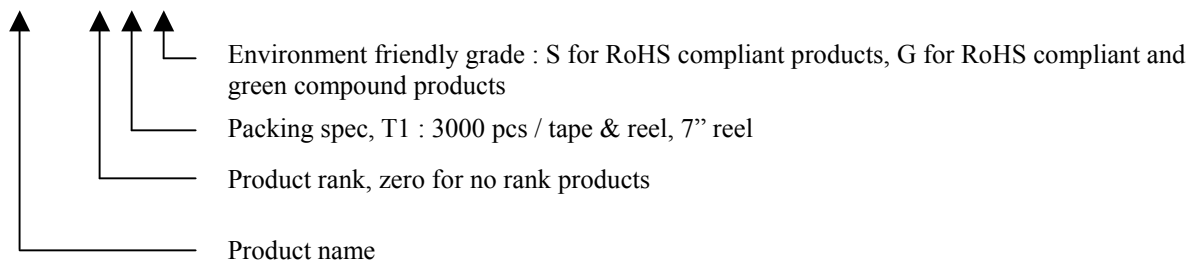 Environment friendly grade : S for RoHS compliant products, G for RoHS compliant and
green compound products
Packing spec, T1 : 3000 pcs / tape & reel, 7” reel
Product rank, zero for no rank products
Product name